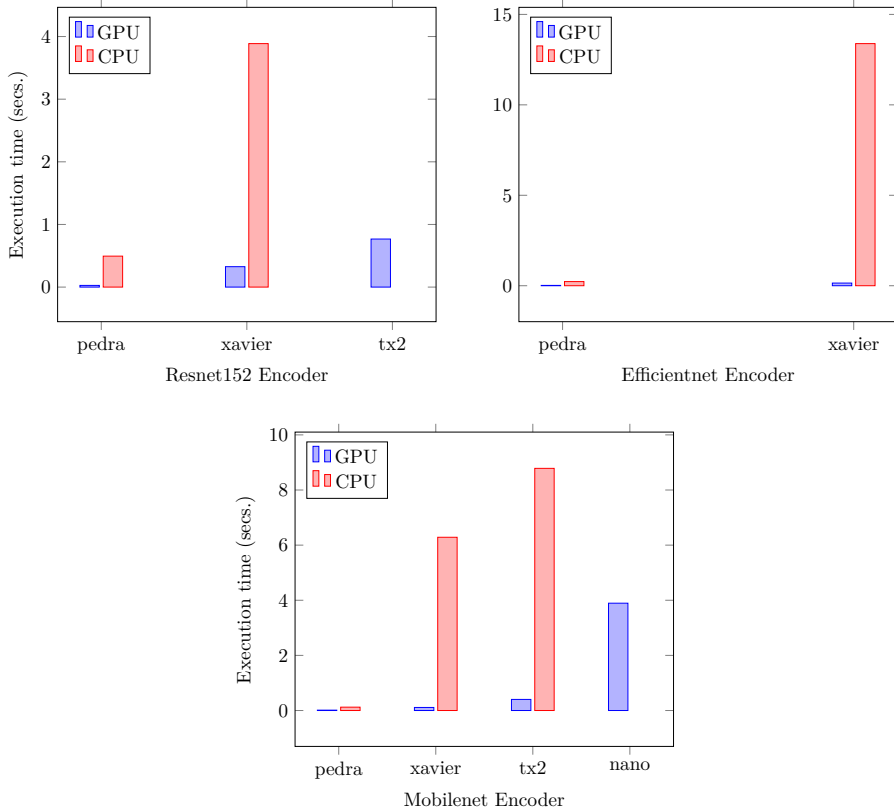 Execution time (secs.)
4
3
2
1
0
GPU
CPU
pedra xavier tx2
Resnet152 Encoder
15
10
5
0
GPU
CPU
pedra xavier
Efficientnet Encoder
Execution time (secs.)
10
8
6
4
2
0
GPU
CPU
pedra xavier tx2 nano
Mobilenet Encoder